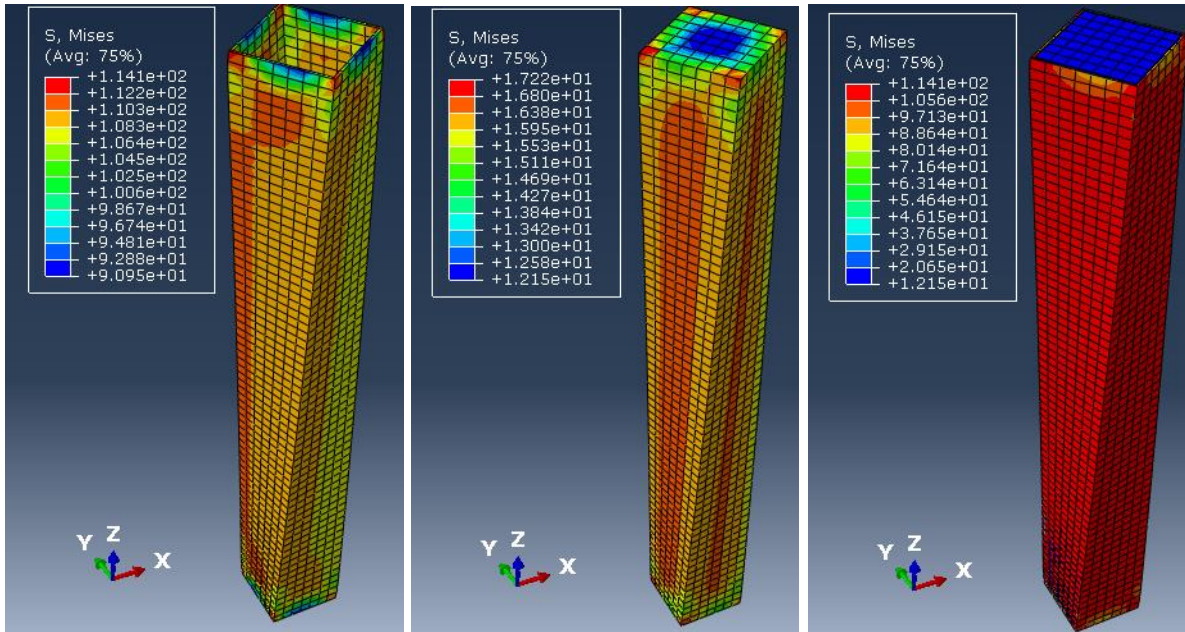 S, Mises
(Avg: 75%)
+1.141e+02
+1.122e+02
+1.103e+02
+1.083e+02
+1.064e+02
+1.045e+02
+1.025e+02
+1.006e+02
+9.867e+01
+9.674e+01
+9.481e+01
+9.288e+01
+9.095e+01
Y Z X
S, Mises
(Avg: 75%)
+1.722e+01
+1.680e+01
+1.638e+01
+1.595e+01
+1.553e+01
+1.511e+01
+1.469e+01
+1.427e+01
+1.384e+01
+1.342e+01
+1.300e+01
+1.258e+01
+1.215e+01
Y Z X
S, Mises
(Avg: 75%)
+1.141e+02
+1.056e+02
+9.713e+01
+8.864e+01
+8.014e+01
+7.164e+01
+6.314e+01
+5.464e+01
+4.615e+01
+3.765e+01
+2.915e+01
+2.065e+01
+1.215e+01
Y Z X